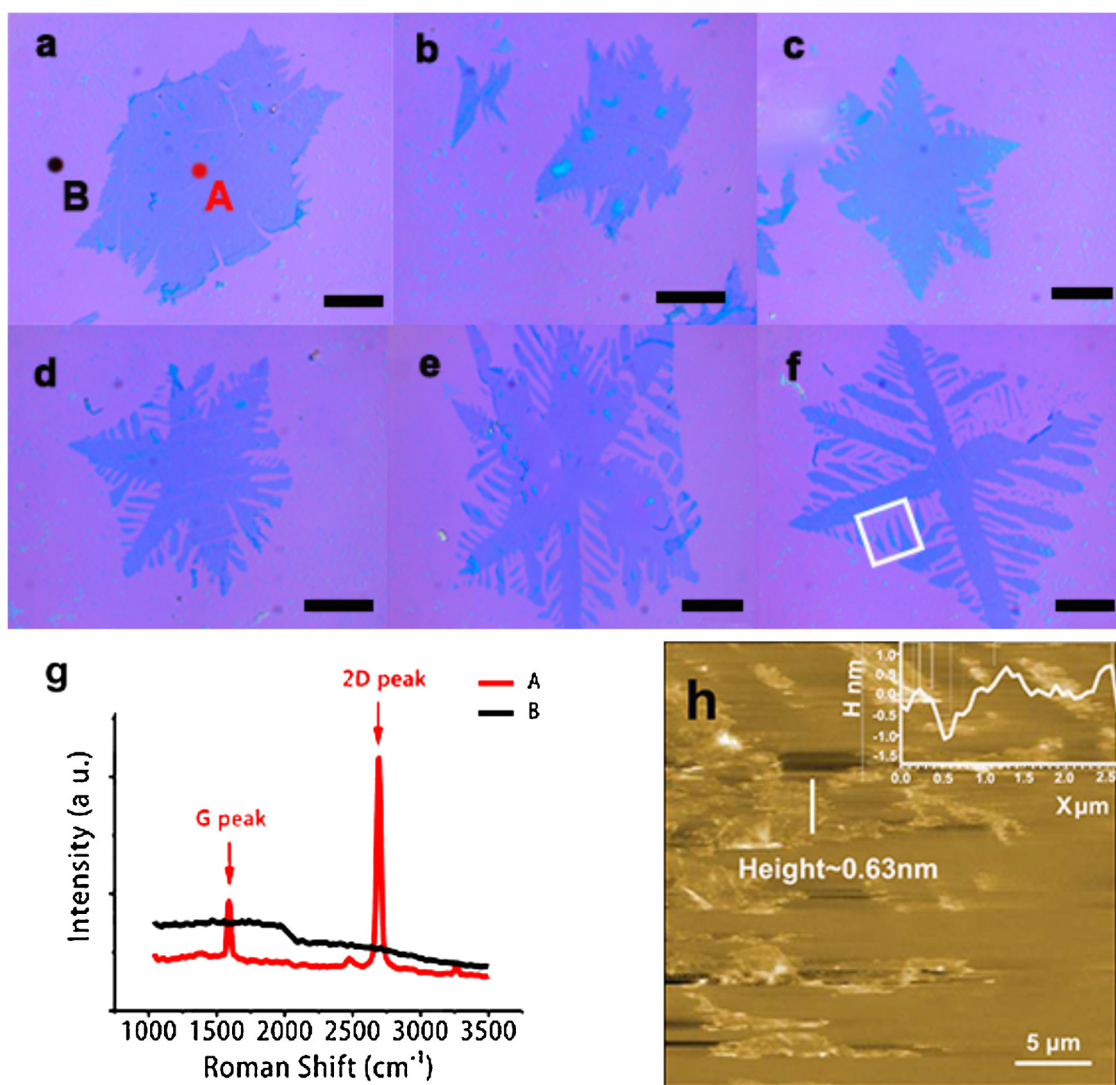 a
b
c
B
A
d
e
f
g
2D peak
A
B
G peak
Intensity (a u.)
1000 1500 2000 2500 3000 3500
Roman Shift (cm⁻¹)
h
H nm
1.0
0.5
0.0
-0.5
-1.0
-1.5
0.0 0.5 1.0 1.5 2.0 2.5
X μm
Height~0.63nm
5 μm